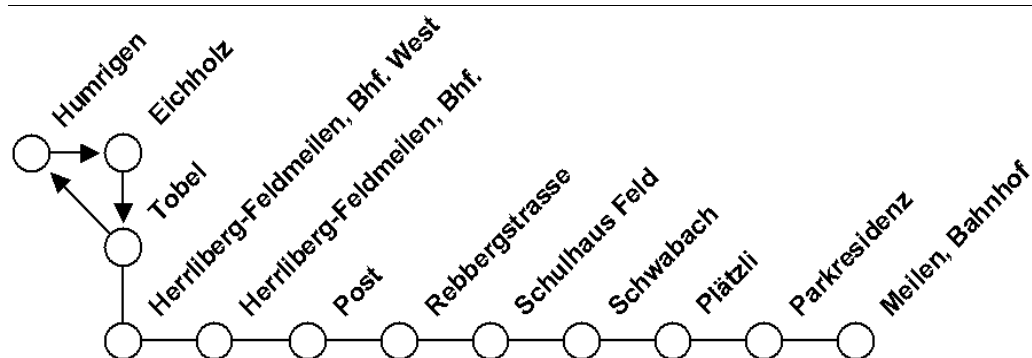 Humrigen
Eichholz
Tobel
Herrliberg-Feldmeilen, Bhf. West
Herrliberg-Feldmeilen, Bhf.
Post
Rebbergstrasse
Schulhaus Feld
Schwabach
Plätzli
Parkresidenz
Meilen, Bahnhof